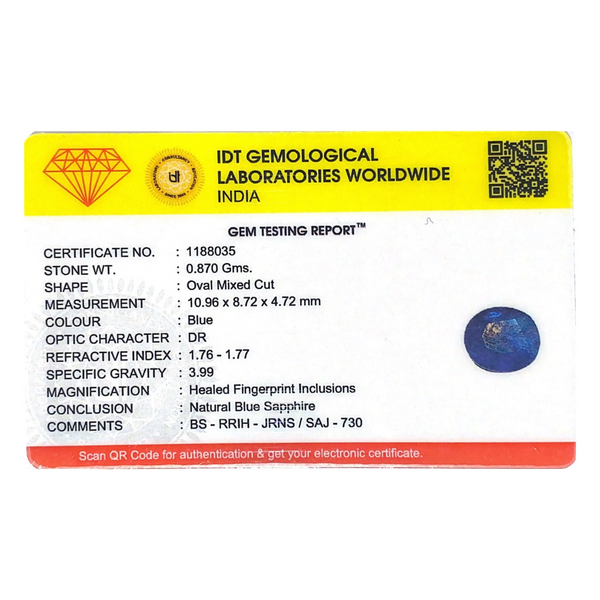 IDT GEMOLOGICAL
LABORATORIES WORLDWIDE
INDIA
GEM TESTING REPORT™
CERTIFICATE NO. : 1188035
STONE WT. : 0.870 Gms.
SHAPE : Oval Mixed Cut
MEASUREMENT : 10.96 x 8.72 x 4.72 mm
COLOUR : Blue
OPTIC CHARACTER : DR
REFRACTIVE INDEX : 1.76 - 1.77
SPECIFIC GRAVITY : 3.99
MAGNIFICATION : Healed Fingerprint Inclusions
CONCLUSION : Natural Blue Sapphire
COMMENTS : BS - RRIH - JRNS / SAJ - 730
Scan QR Code for authentication & get your electronic certificate.